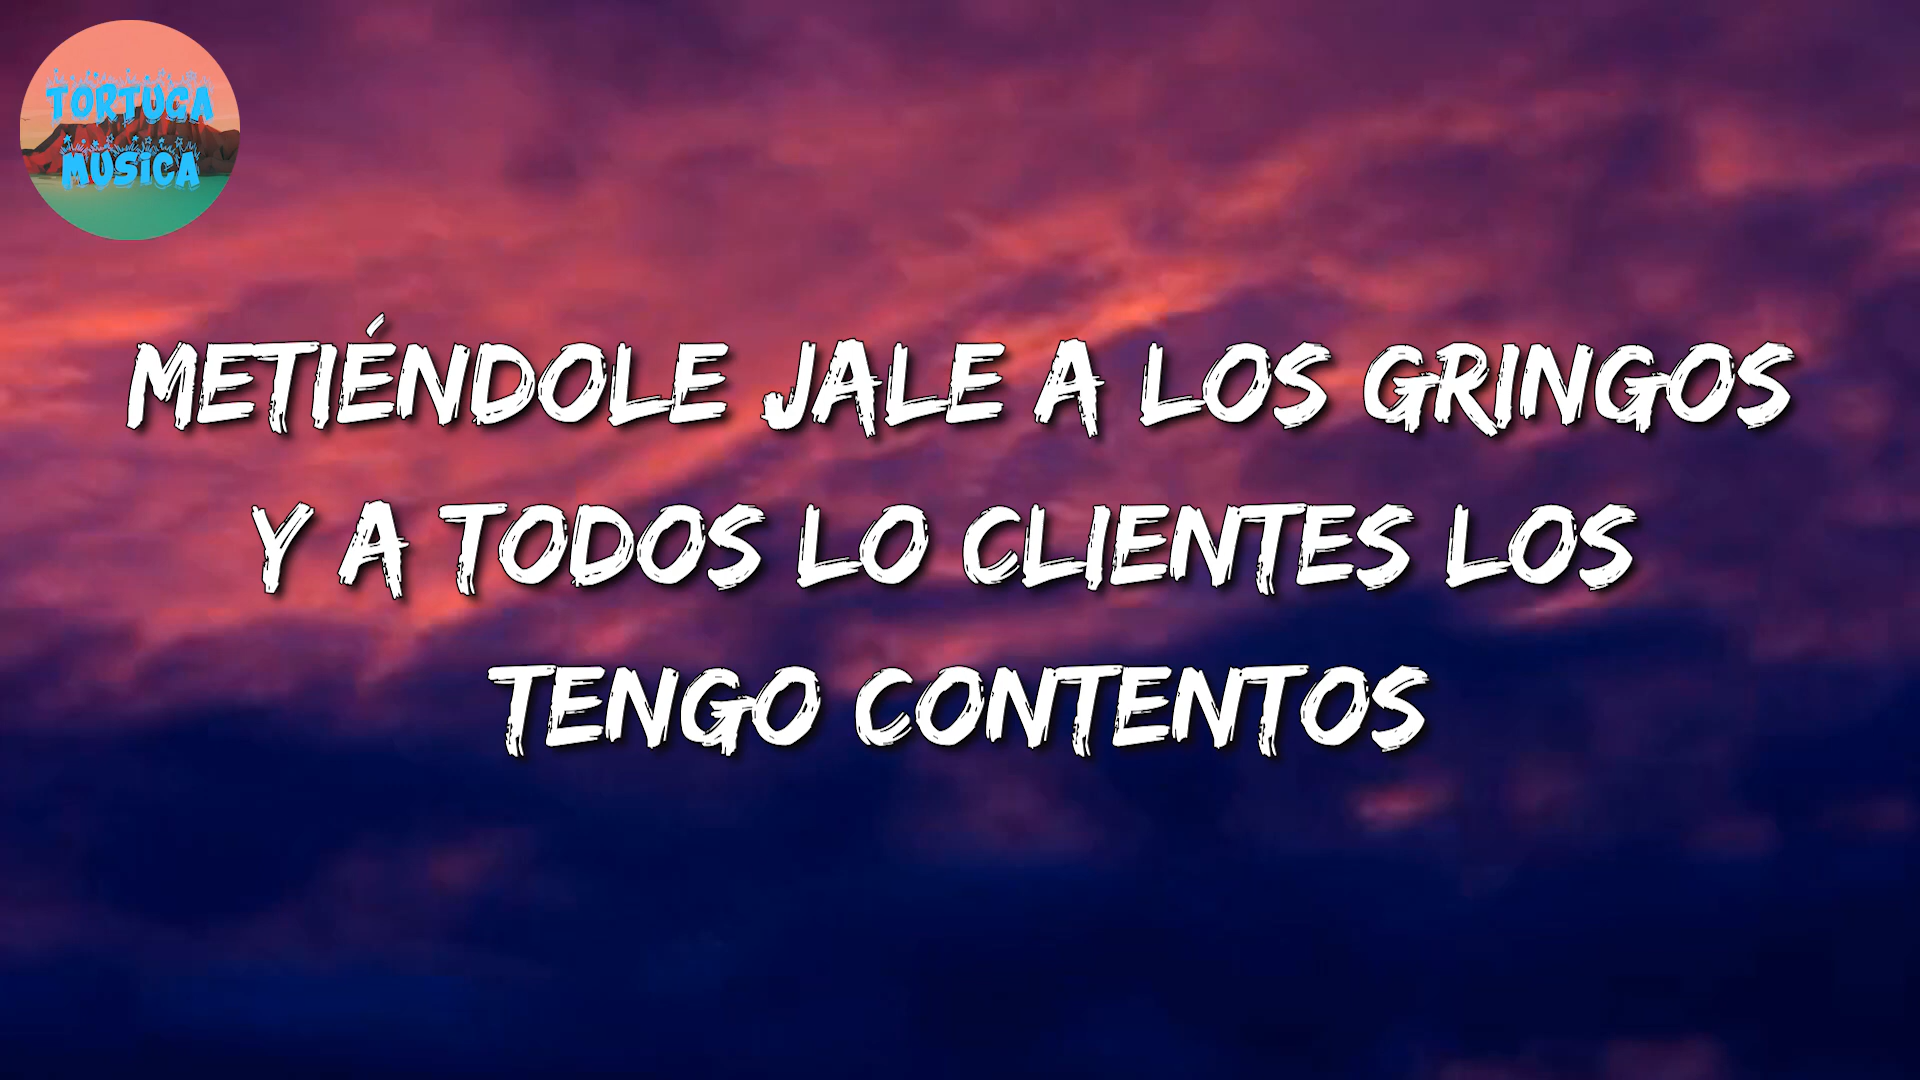 TORTUGA
MUSICA
METIÉNDOLE JALE A LOS GRINGOS
Y A TODOS LO CLIENTES LOS
TENGO CONTENTOS